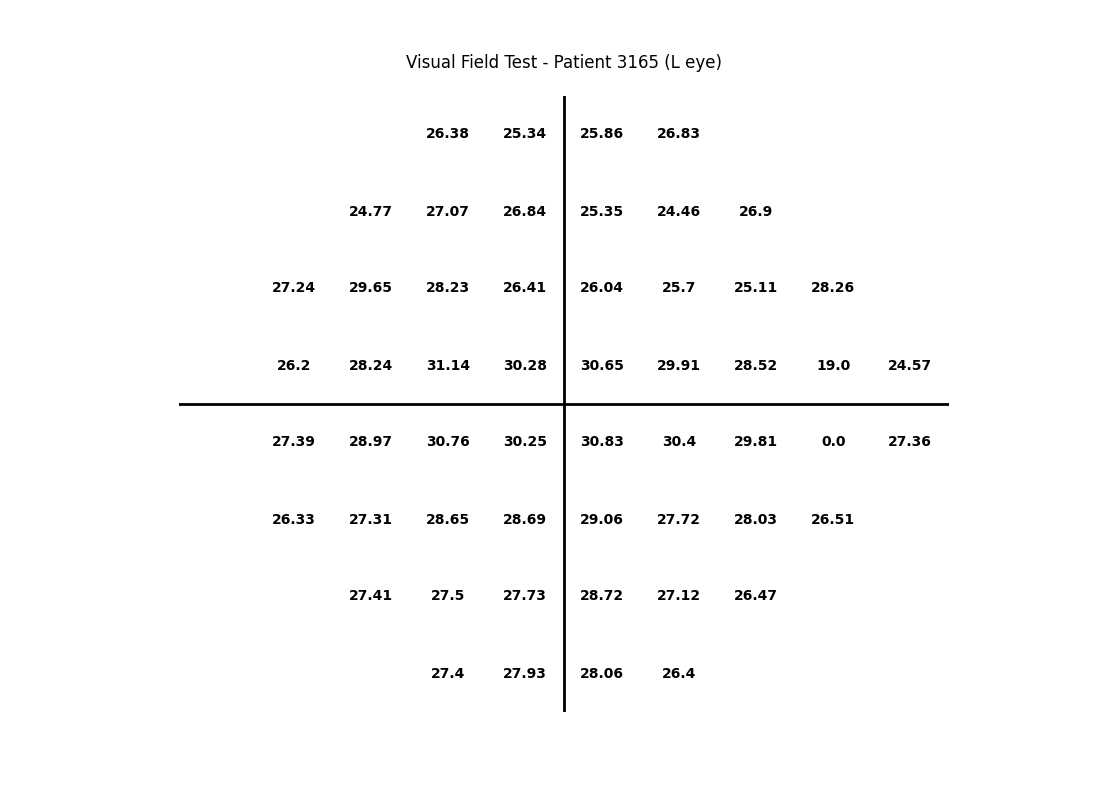 Visual Field Test - Patient 3165 (L eye)
26.38 25.34 25.86 26.83
24.77 27.07 26.84 25.35 24.46 26.9
27.24 29.65 28.23 26.41 26.04 25.7 25.11 28.26
26.2 28.24 31.14 30.28 30.65 29.91 28.52 19.0 24.57
27.39 28.97 30.76 30.25 30.83 30.4 29.81 0.0 27.36
26.33 27.31 28.65 28.69 29.06 27.72 28.03 26.51
27.41 27.5 27.73 28.72 27.12 26.47
27.4 27.93 28.06 26.4